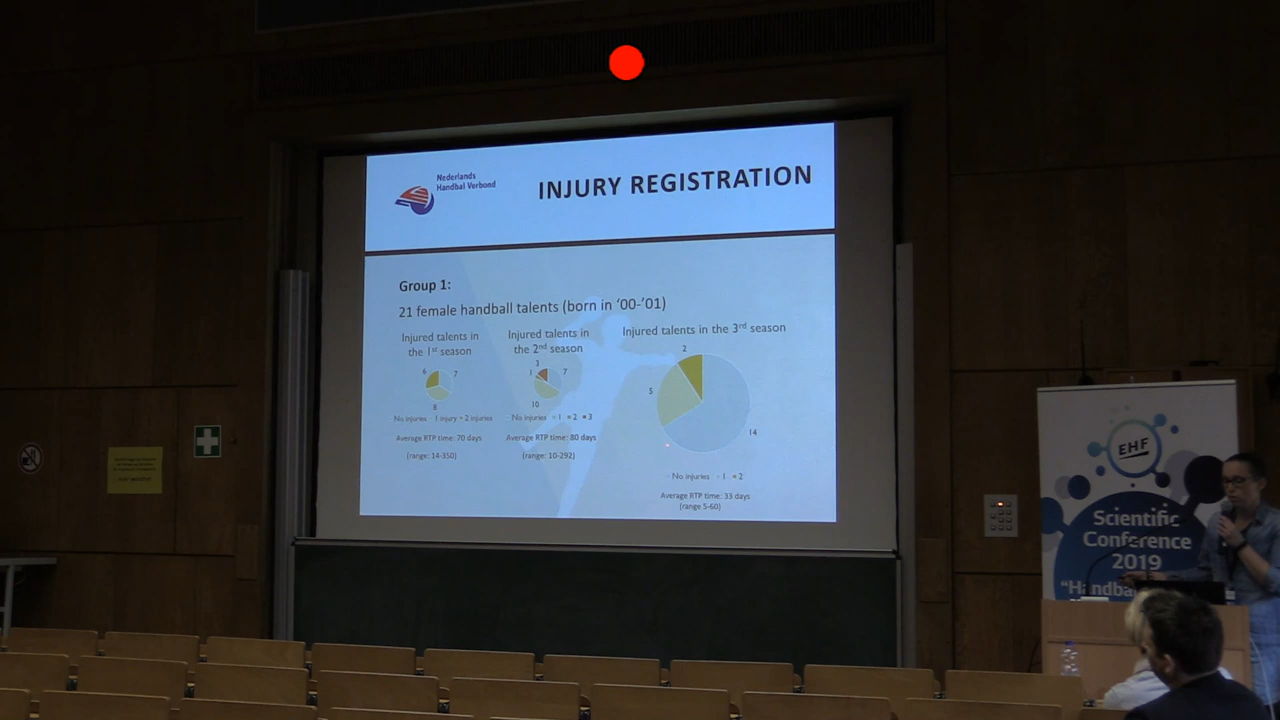 Nederlands
Handbal Verbond
INJURY REGISTRATION
Group 1:
21 female handball talents (born in ‘00-’01)
Injured talents in
the 1st season
6
7
8
No injuries 1 injury 2 injuries
Average RTP time: 70 days
(range: 14-350)
Injured talents in
the 2nd season
3
1
7
10
No injuries 1 2 3
Average RTP time: 80 days
(range: 10-292)
Injured talents in the 3rd season
2
5
14
No injuries 1 2
Average RTP time: 33 days
(range 5-60)
EHF
Scientific
Conference
2019